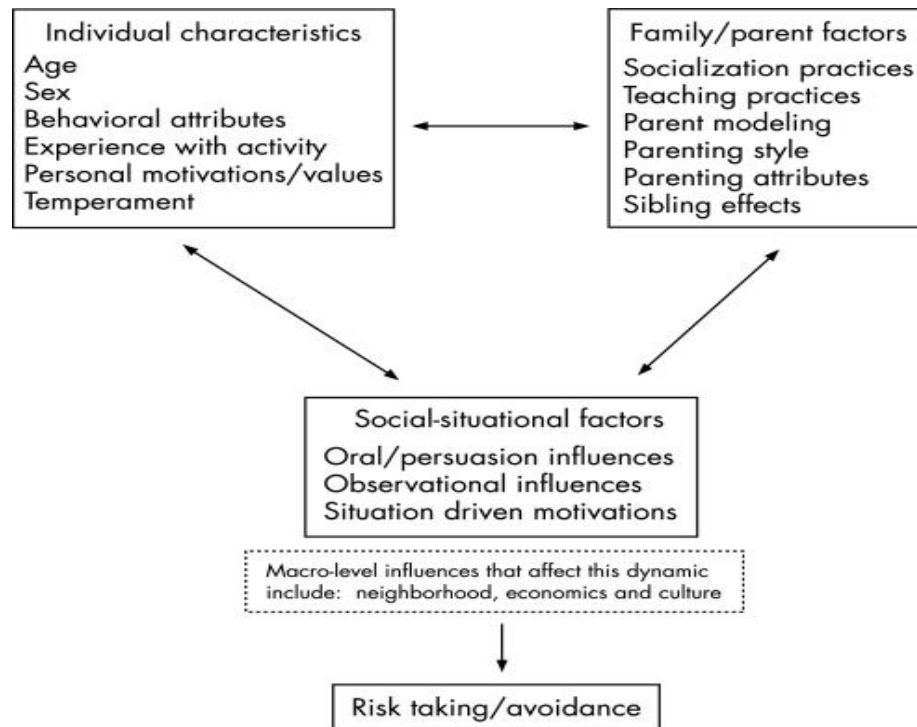 Individual characteristics
Age
Sex
Behavioral attributes
Experience with activity
Personal motivations/values
Temperament
Family/parent factors
Socialization practices
Teaching practices
Parent modeling
Parenting style
Parenting attributes
Sibling effects
Social-situational factors
Oral/persuasion influences
Observational influences
Situation driven motivations
Macro-level influences that affect this dynamic
include: neighborhood, economics and culture
Risk taking/avoidance